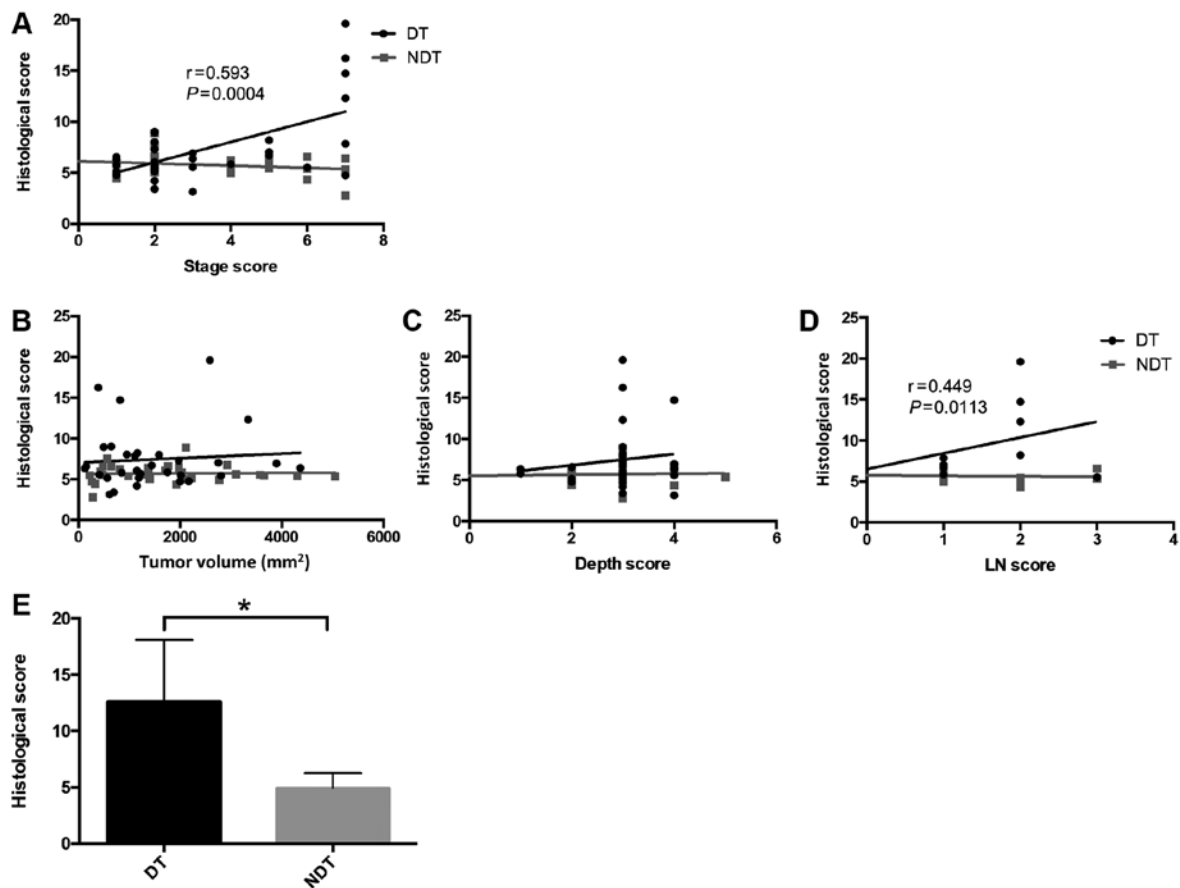 A
Histological score
20
15
10
5
0
r=0.593
P=0.0004
DT
NDT
0 2 4 6 8
Stage score
B
Histological score
25
20
15
10
5
0
0 2000 4000 6000
Tumor volume (mm²)
C
Histological score
25
20
15
10
5
0
0 2 4 6
Depth score
D
Histological score
25
20
15
10
5
0
r=0.449
P=0.0113
DT
NDT
0 1 2 3 4
LN score
E
Histological score
20
15
10
5
0
*
DT
NDT